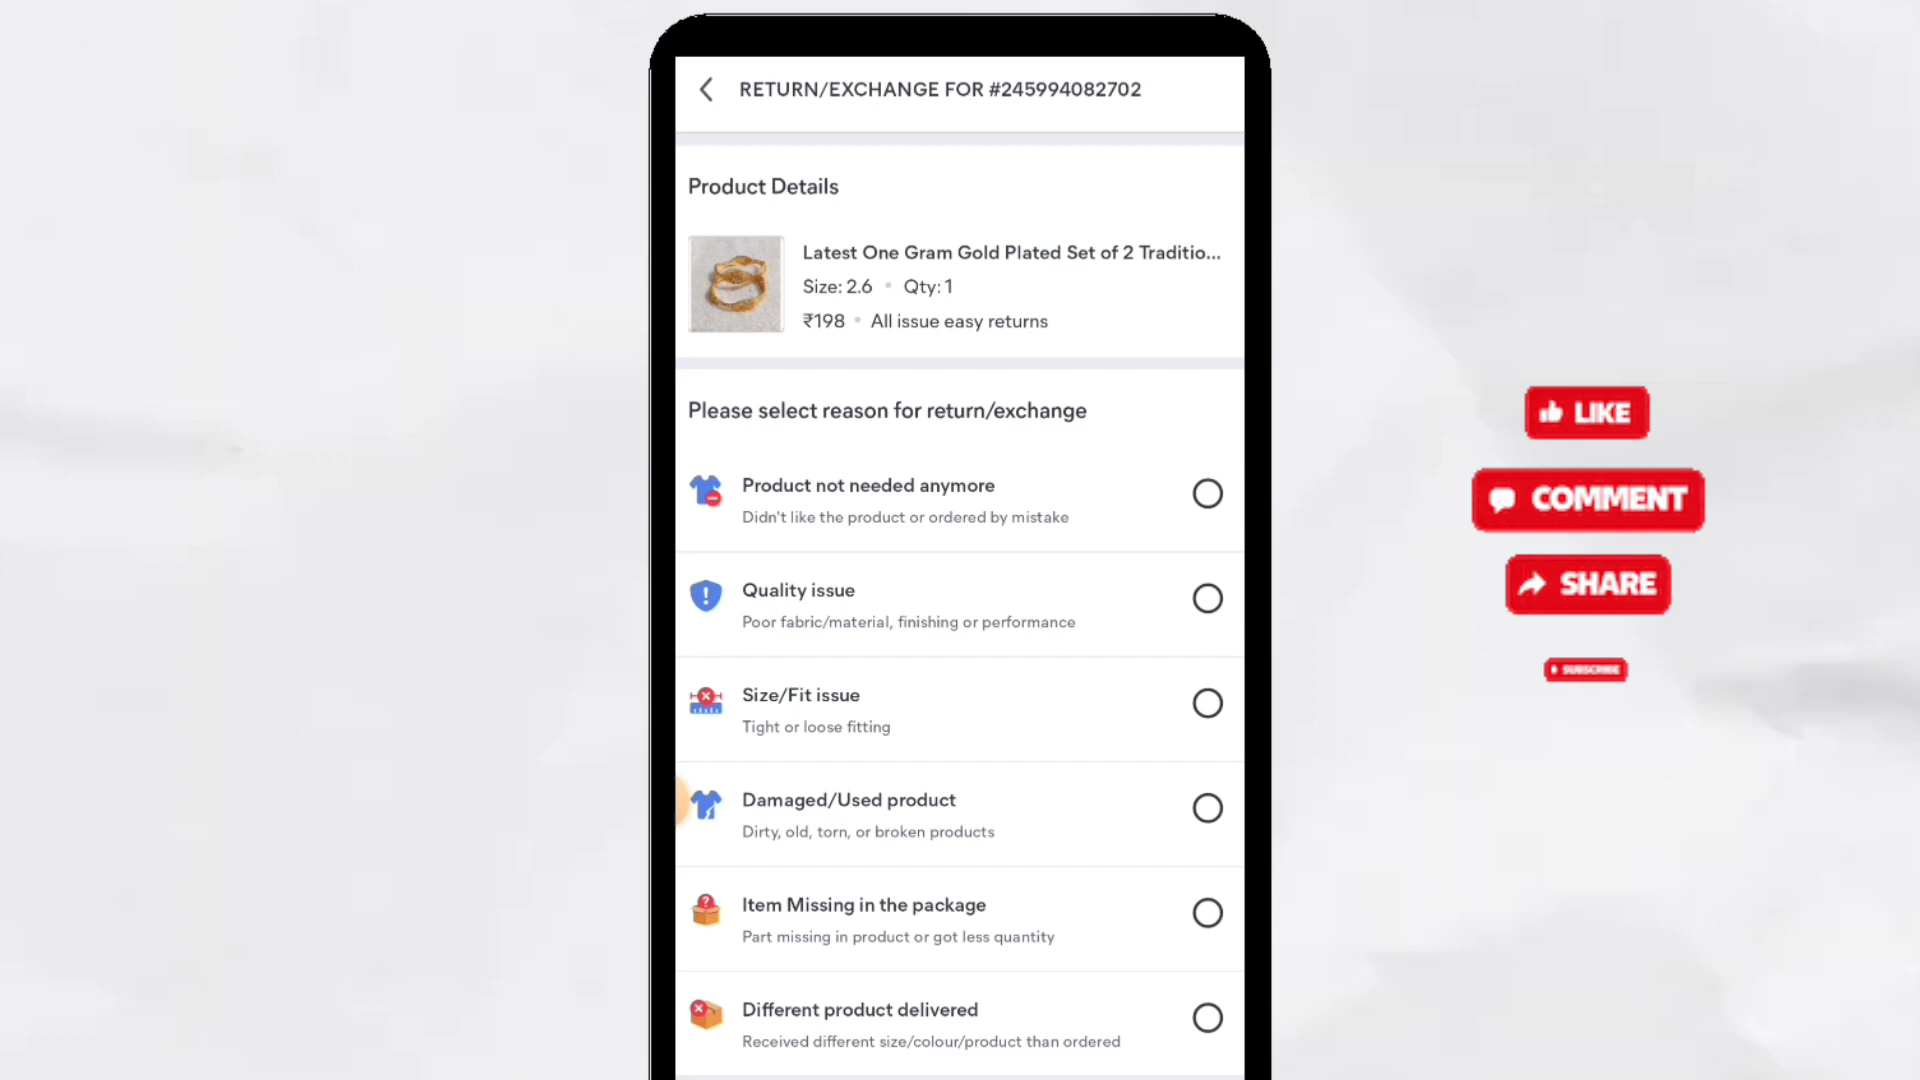 RETURN/EXCHANGE FOR #245994082702
Product Details
Latest One Gram Gold Plated Set of 2 Traditio...
Size: 2.6 • Qty: 1
₹198 • All issue easy returns
Please select reason for return/exchange
Product not needed anymore
Didn't like the product or ordered by mistake
Quality issue
Poor fabric/material, finishing or performance
Size/Fit issue
Tight or loose fitting
Damaged/Used product
Dirty, old, torn, or broken products
Item Missing in the package
Part missing in product or got less quantity
Different product delivered
Received different size/colour/product than ordered
LIKE
COMMENT
SHARE
SUBSCRIBE